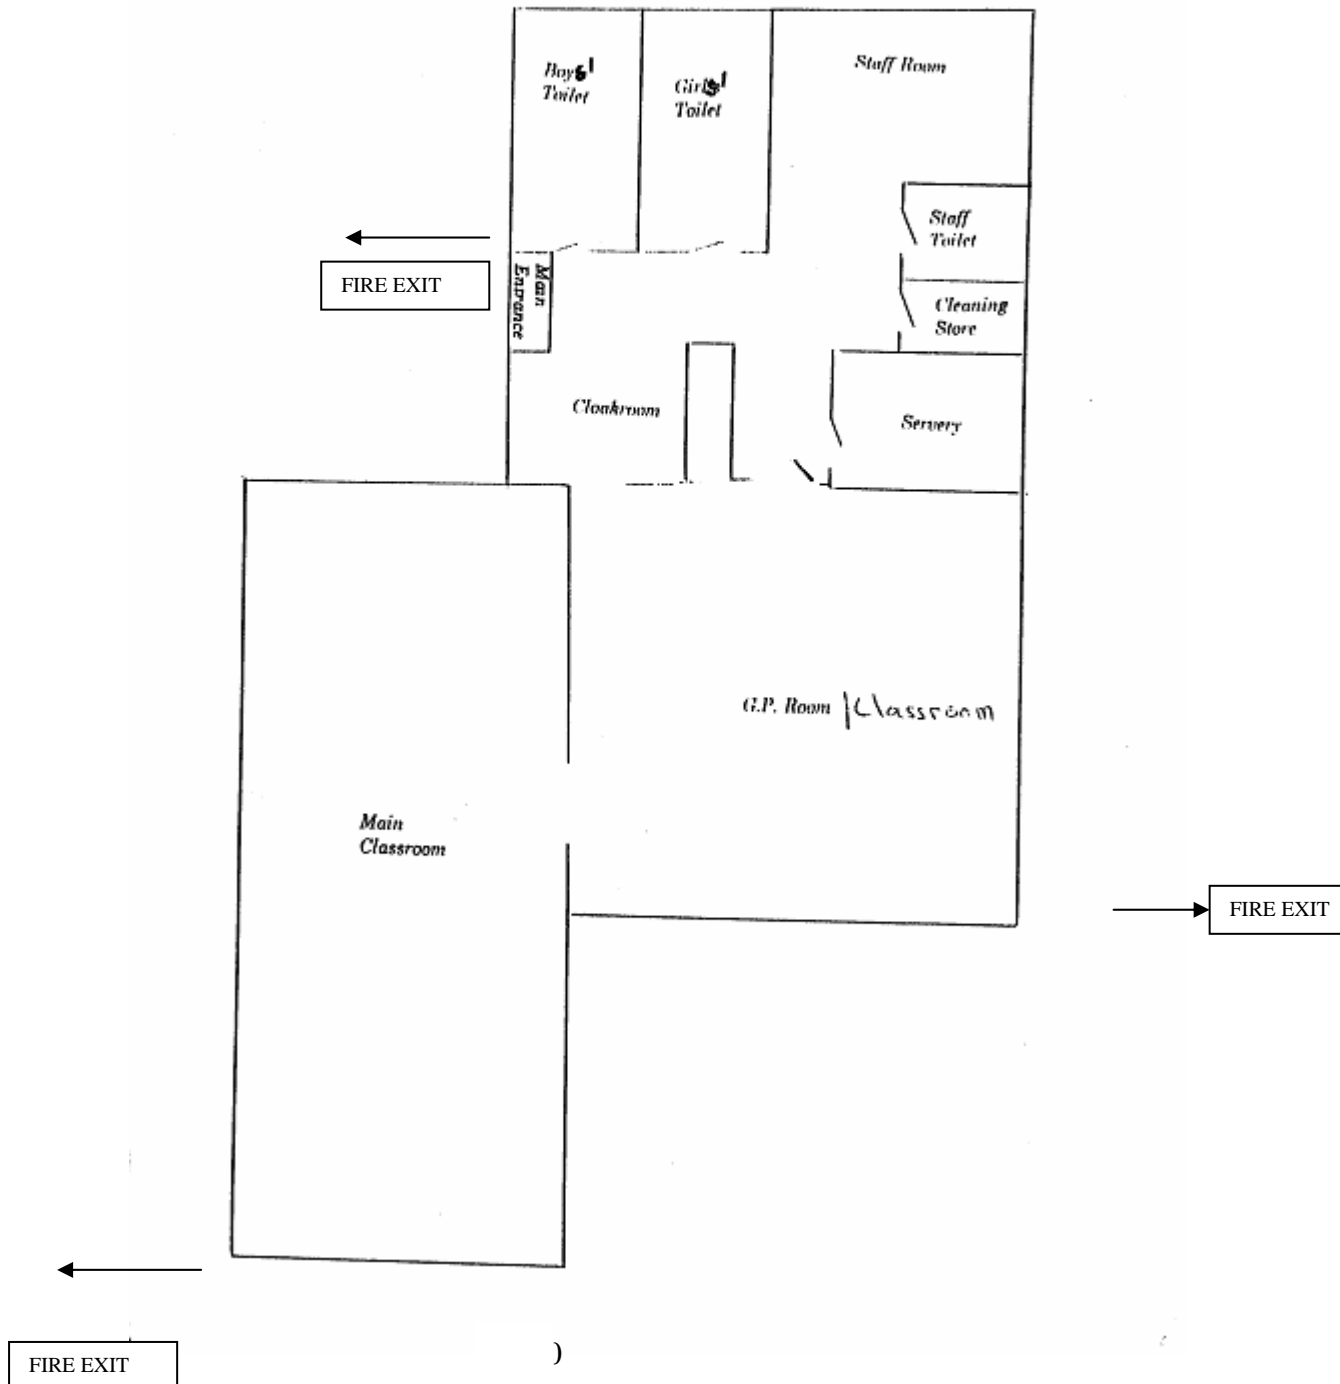 Boys'
Toilet
Girls'
Toilet
Staff Room
Staff
Toilet
FIRE EXIT
Main
Entrance
Cleaning
Store
Cloakroom
Servery
G.P. Room /Classroom
Main
Classroom
FIRE EXIT
FIRE EXIT
)